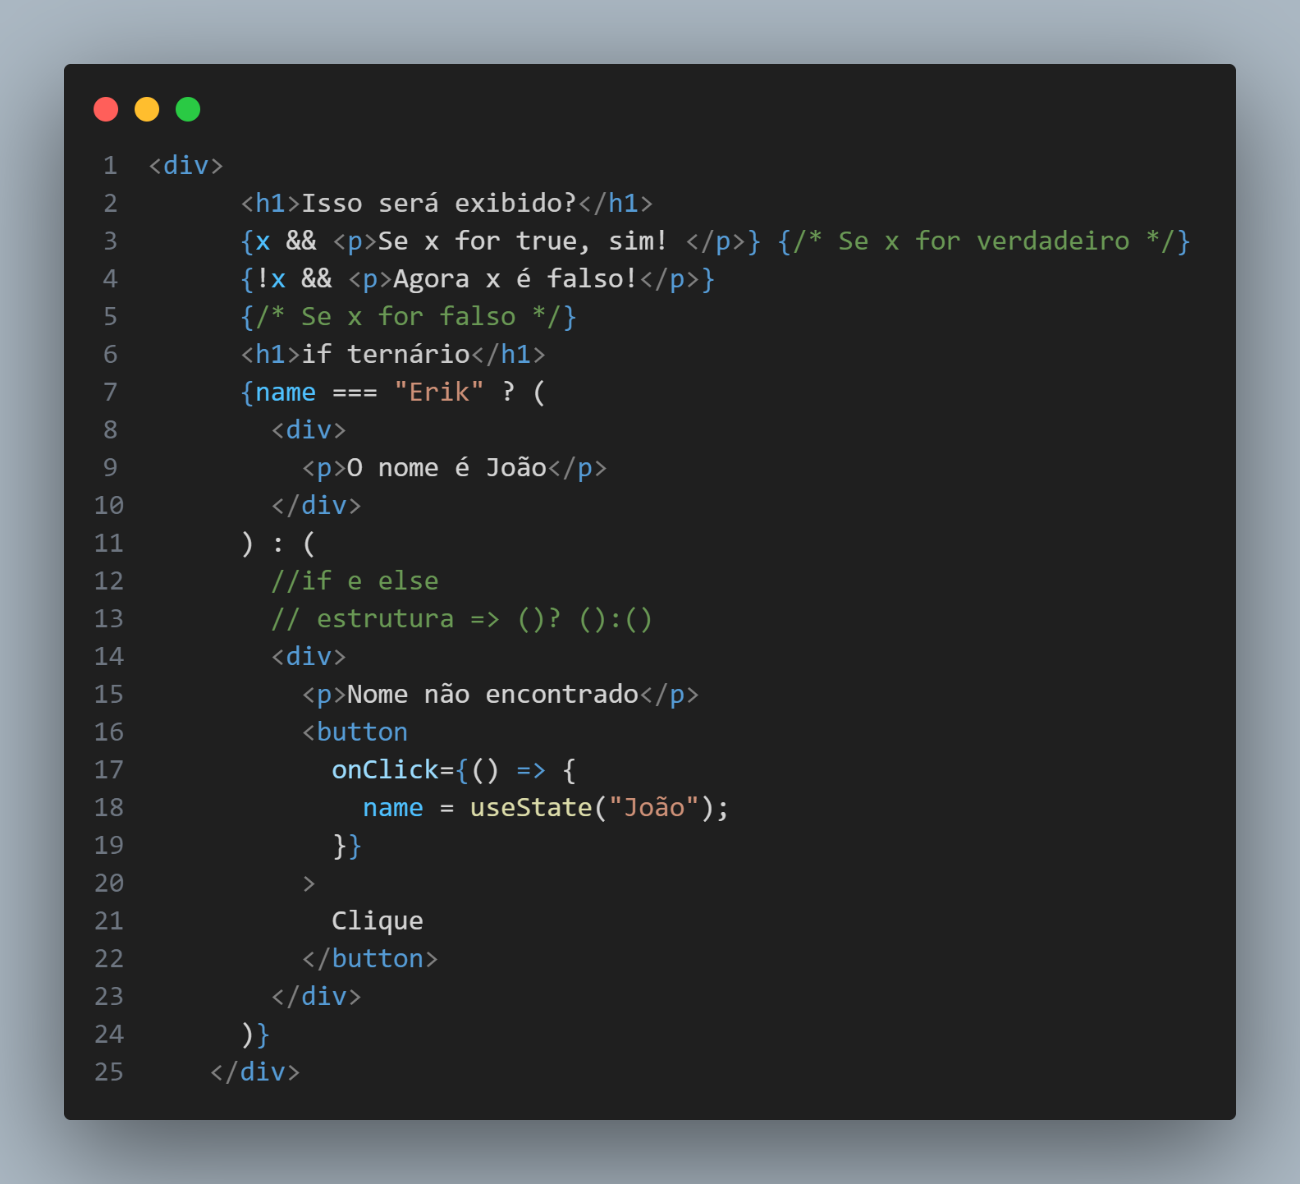 1 <div>
2 <h1>Isso será exibido?</h1>
3 {x && <p>Se x for true, sim! </p>} {/* Se x for verdadeiro */}
4 {!x && <p>Agora x é falso!</p>}
5 {/* Se x for falso */}
6 <h1>if ternário</h1>
7 {name === "Erik" ? (
8 <div>
9 <p>O nome é João</p>
10 </div>
11 ) : (
12 //if e else
13 // estrutura => ()? ():()
14 <div>
15 <p>Nome não encontrado</p>
16 <button
17 onClick={() => {
18 name = useState("João");
19 }}
20 >
21 Clique
22 </button>
23 </div>
24 )}
25 </div>